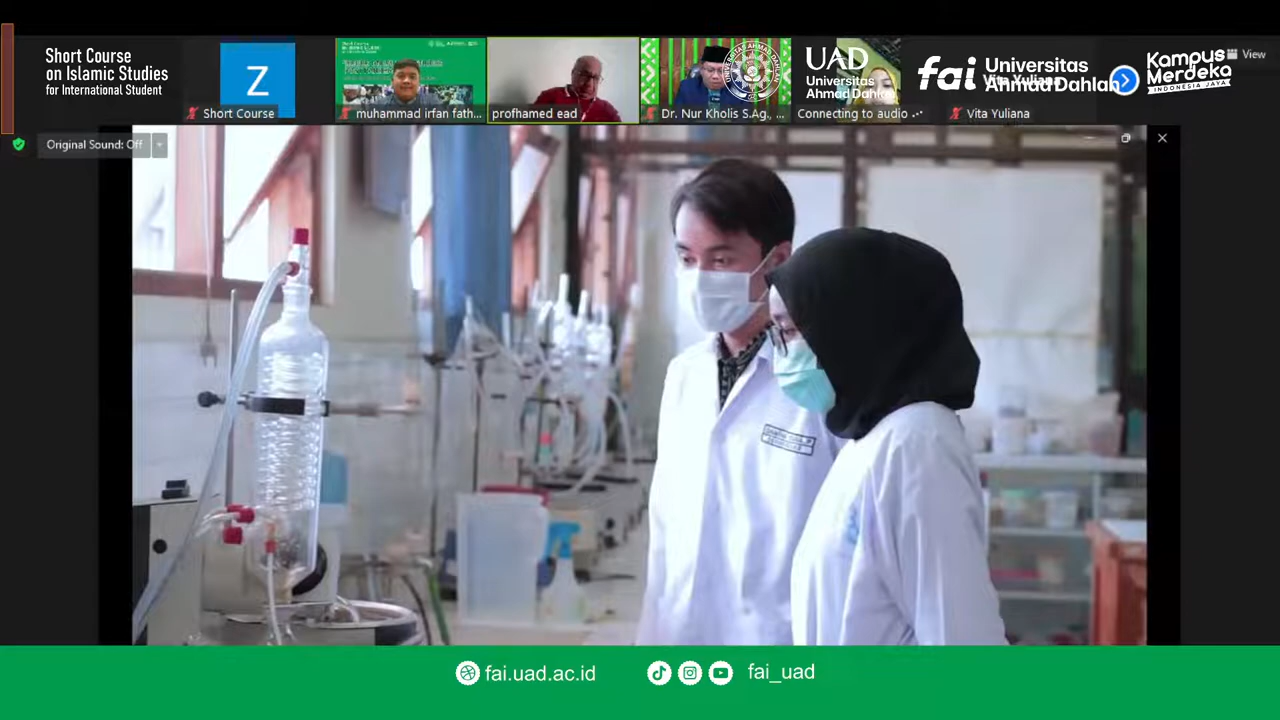 Short Course
on Islamic Studies
for International Student
Z
Short Course
muhammad irfan fath...
profhamed ead
Dr. Nur Kholis S.Ag., ...
UAD
Universitas
Ahmad Dahlan
Connecting to audio
fai
Universitas
Ahmad Dahlan
Vita Yuliana
Vita Yuliana
Kampus
Merdeka
INDONESIA JAYA
View
Original Sound: Off
fai.uad.ac.id
fai_uad